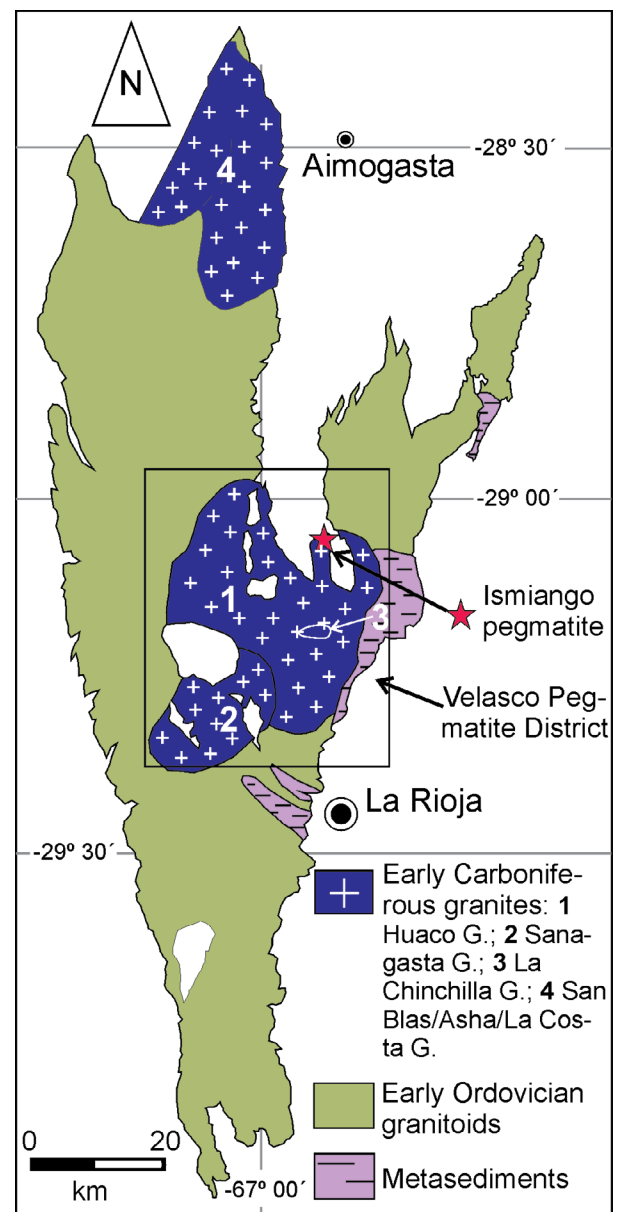 N
-28º 30´
Aimogasta
4
-29º 00´
1
3
Ismiango
pegmatite
2
Velasco Peg-
matite District
La Rioja
-29º 30´
Early Carbonife-
rous granites: 1
Huaco G.; 2 Sana-
gasta G.; 3 La
Chinchilla G.; 4 San
Blas/Asha/La Cos-
ta G.
Early Ordovician
granitoids
0 20
km
-67º 00´
Metasediments